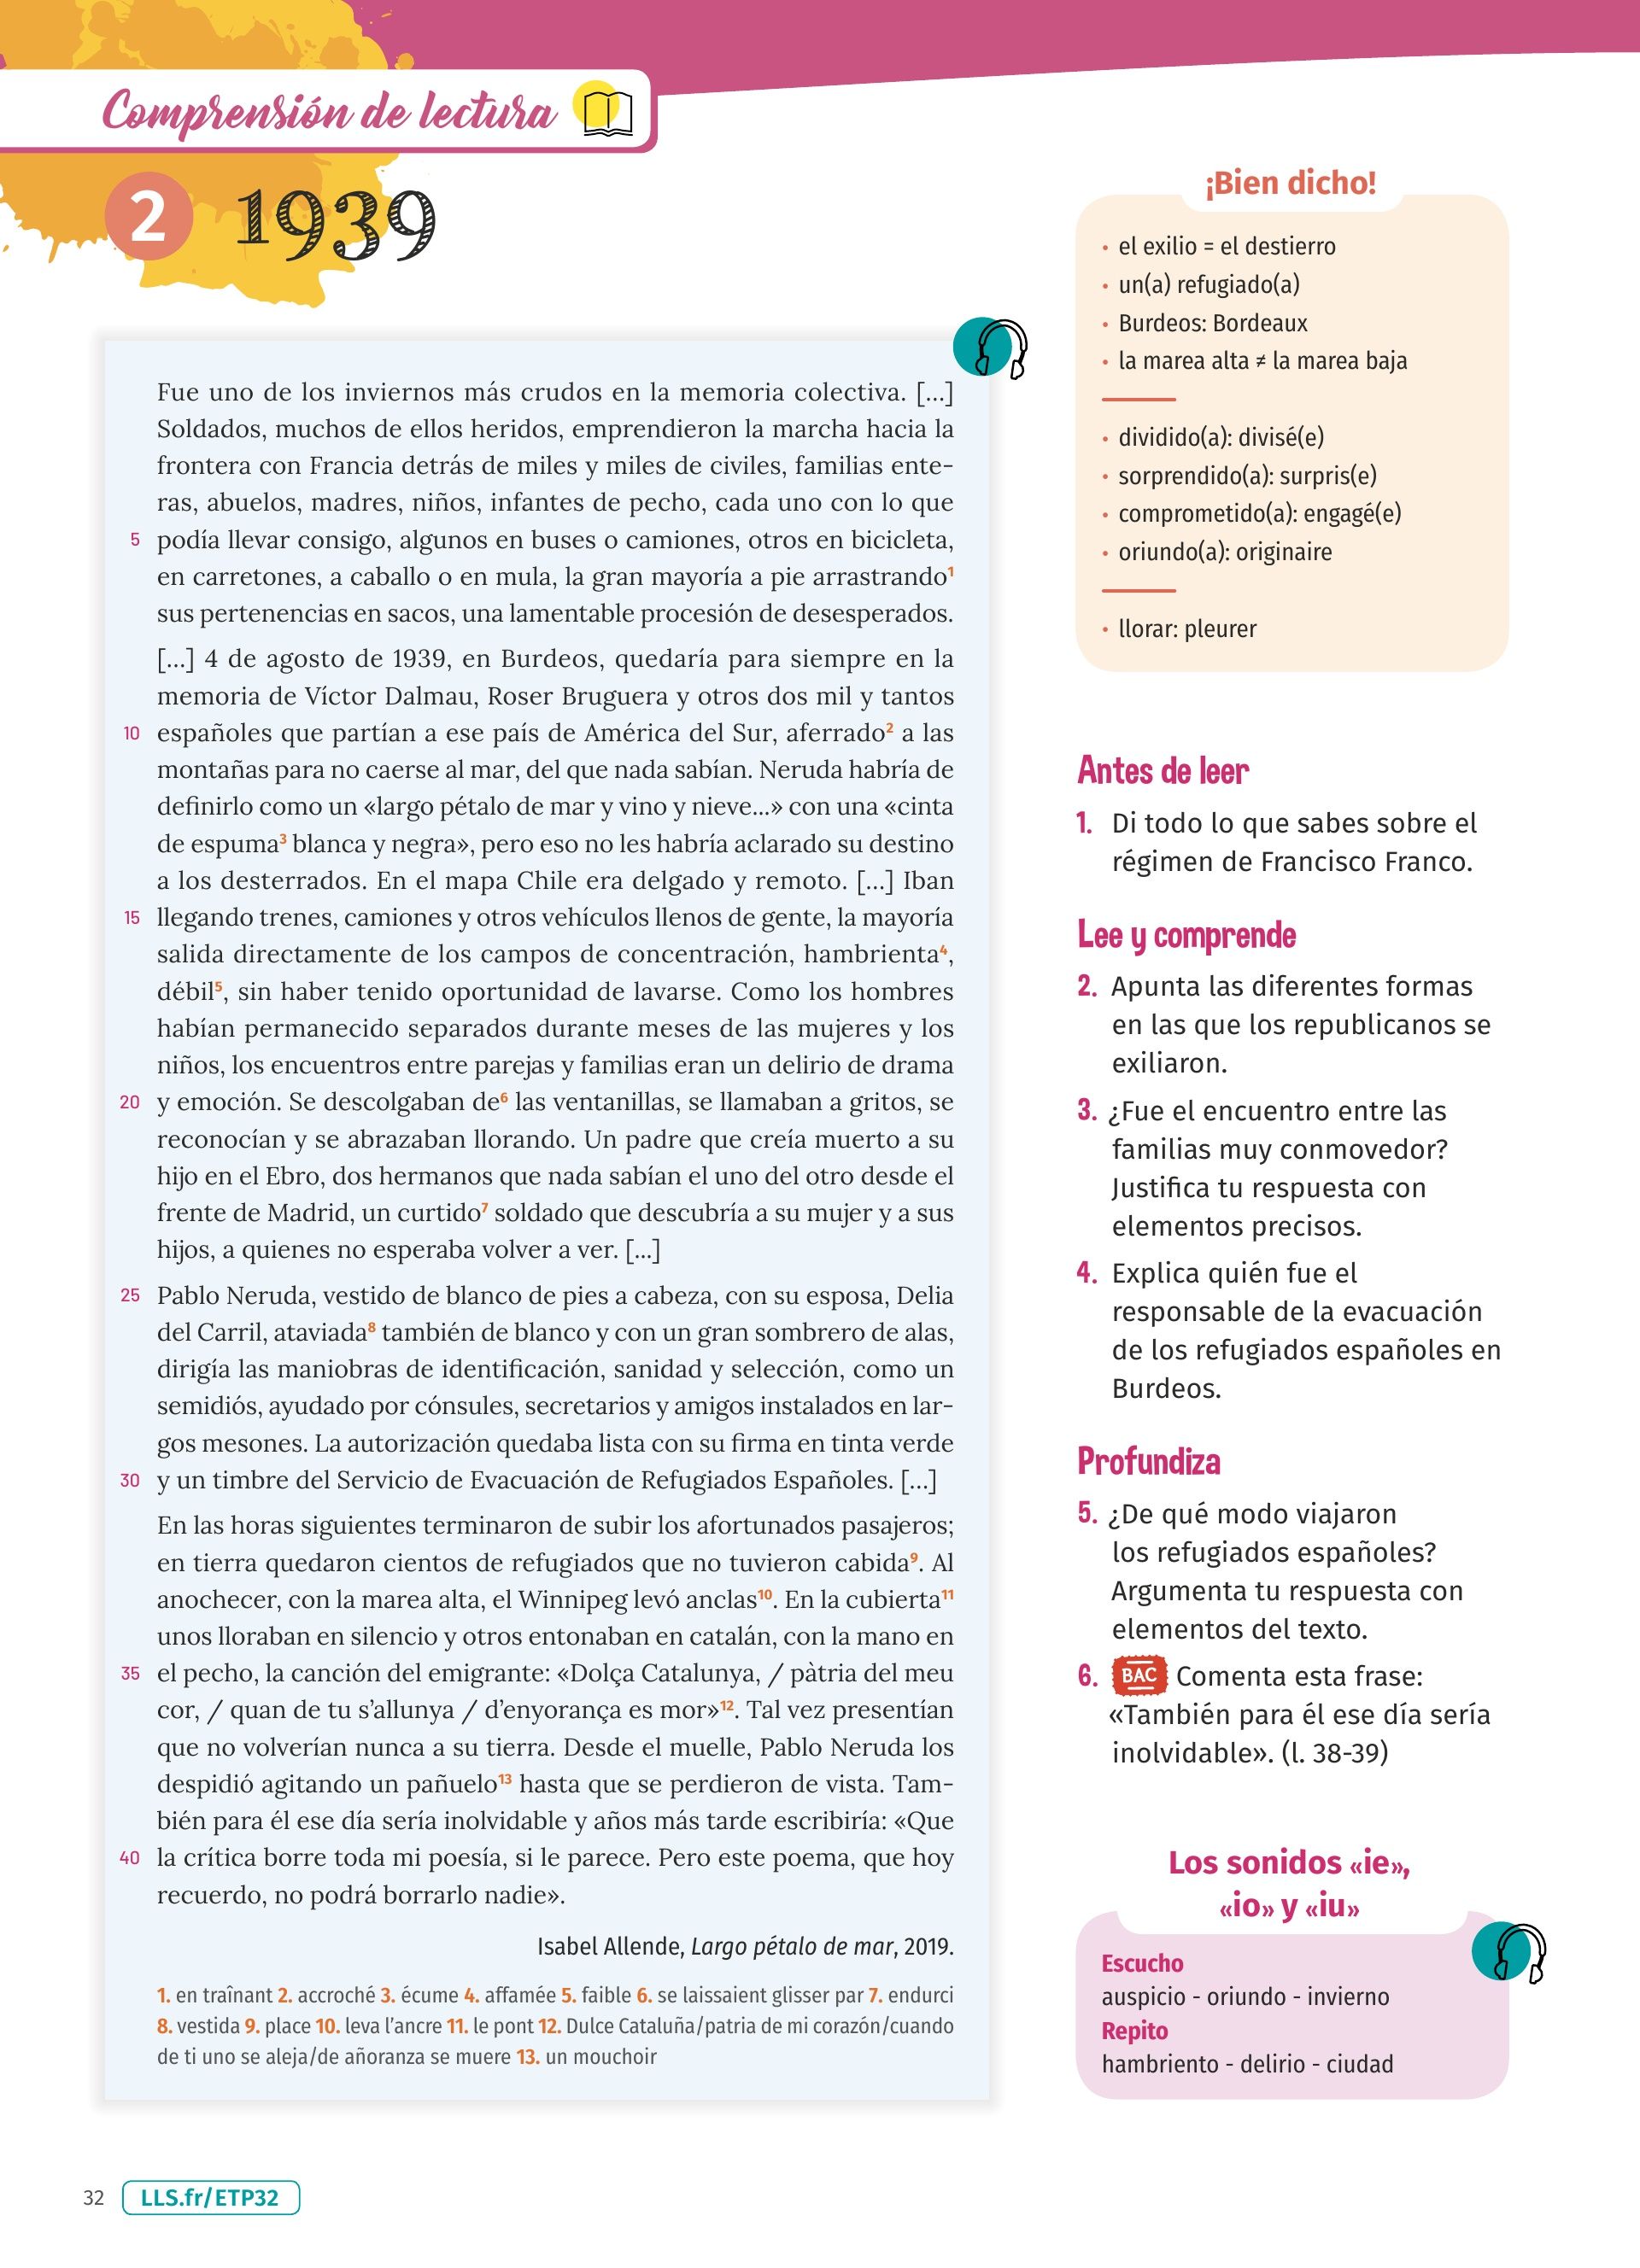 Comprensión de lectura
2 1939
Fue uno de los inviernos más crudos en la memoria colectiva. [...]
Soldados, muchos de ellos heridos, emprendieron la marcha hacia la
frontera con Francia detrás de miles y miles de civiles, familias ente-
ras, abuelos, madres, niños, infantes de pecho, cada uno con lo que
5 podía llevar consigo, algunos en buses o camiones, otros en bicicleta,
en carretones, a caballo o en mula, la gran mayoría a pie arrastrando¹
sus pertenencias en sacos, una lamentable procesión de desesperados.
[...] 4 de agosto de 1939, en Burdeos, quedaría para siempre en la
memoria de Víctor Dalmau, Roser Bruguera y otros dos mil y tantos
10 españoles que partían a ese país de América del Sur, aferrado² a las
montañas para no caerse al mar, del que nada sabían. Neruda habría de
definirlo como un «largo pétalo de mar y vino y nieve...» con una «cinta
de espuma³ blanca y negra», pero eso no les habría aclarado su destino
a los desterrados. En el mapa Chile era delgado y remoto. [...] Iban
15 llegando trenes, camiones y otros vehículos llenos de gente, la mayoría
salida directamente de los campos de concentración, hambrienta⁴,
débil⁵, sin haber tenido oportunidad de lavarse. Como los hombres
habían permanecido separados durante meses de las mujeres y los
niños, los encuentros entre parejas y familias eran un delirio de drama
20 y emoción. Se descolgaban de⁶ las ventanillas, se llamaban a gritos, se
reconocían y se abrazaban llorando. Un padre que creía muerto a su
hijo en el Ebro, dos hermanos que nada sabían el uno del otro desde el
frente de Madrid, un curtido⁷ soldado que descubría a su mujer y a sus
hijos, a quienes no esperaba volver a ver. [...]
25 Pablo Neruda, vestido de blanco de pies a cabeza, con su esposa, Delia
del Carril, ataviada⁸ también de blanco y con un gran sombrero de alas,
dirigía las maniobras de identificación, sanidad y selección, como un
semidiós, ayudado por cónsules, secretarios y amigos instalados en lar-
gos mesones. La autorización quedaba lista con su firma en tinta verde
30 y un timbre del Servicio de Evacuación de Refugiados Españoles. [...]
En las horas siguientes terminaron de subir los afortunados pasajeros;
en tierra quedaron cientos de refugiados que no tuvieron cabida⁹. Al
anochecer, con la marea alta, el Winnipeg levó anclas¹⁰. En la cubierta¹¹
unos lloraban en silencio y otros entonaban en catalán, con la mano en
35 el pecho, la canción del emigrante: «Dolça Catalunya, / pàtria del meu
cor, / quan de tu s'allunya / d'enyorança es mor»¹². Tal vez presentían
que no volverían nunca a su tierra. Desde el muelle, Pablo Neruda los
despidió agitando un pañuelo¹³ hasta que se perdieron de vista. Tam-
bién para él ese día sería inolvidable y años más tarde escribiría: «Que
40 la crítica borre toda mi poesía, si le parece. Pero este poema, que hoy
recuerdo, no podrá borrarlo nadie».
Isabel Allende, Largo pétalo de mar, 2019.
1. en traînant 2. accroché 3. écume 4. affamée 5. faible 6. se laissaient glisser par 7. endurci
8. vestida 9. place 10. leva l'ancre 11. le pont 12. Dulce Cataluña/patria de mi corazón/cuando
de ti uno se aleja/de añoranza se muere 13. un mouchoir
¡Bien dicho!
• el exilio = el destierro
• un(a) refugiado(a)
• Burdeos: Bordeaux
• la marea alta ≠ la marea baja
• dividido(a): divisé(e)
• sorprendido(a): surpris(e)
• comprometido(a): engagé(e)
• oriundo(a): originaire
• llorar: pleurer
Antes de leer
1. Di todo lo que sabes sobre el
régimen de Francisco Franco.
Lee y comprende
2. Apunta las diferentes formas
en las que los republicanos se
exiliaron.
3. ¿Fue el encuentro entre las
familias muy conmovedor?
Justifica tu respuesta con
elementos precisos.
4. Explica quién fue el
responsable de la evacuación
de los refugiados españoles en
Burdeos.
Profundiza
5. ¿De qué modo viajaron
los refugiados españoles?
Argumenta tu respuesta con
elementos del texto.
6. BAC Comenta esta frase:
«También para él ese día sería
inolvidable». (l. 38-39)
Los sonidos «ie»,
«io» y «iu»
Escucho
auspicio - oriundo - invierno
Repito
hambriento - delirio - ciudad
32 LLS.fr/ETP32